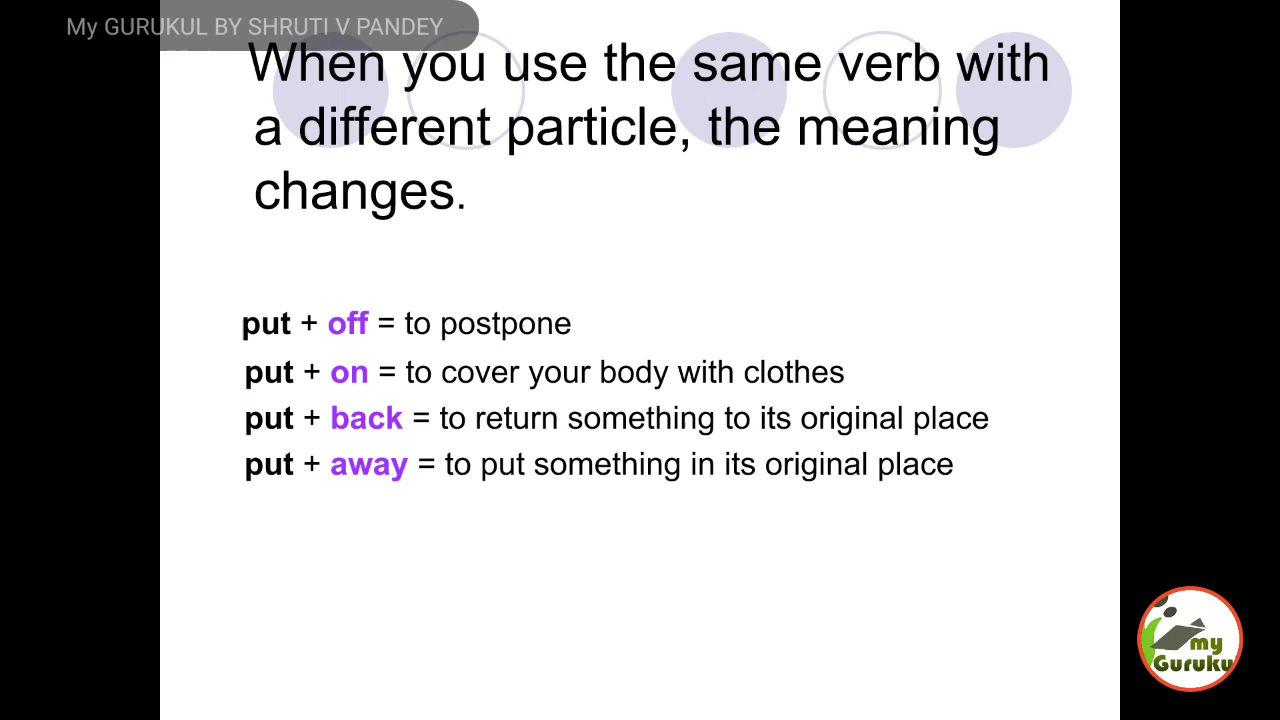 My GURUKUL BY SHRUTI V PANDEY
When you use the same verb with
a different particle, the meaning
changes.
put + off = to postpone
put + on = to cover your body with clothes
put + back = to return something to its original place
put + away = to put something in its original place
my
Guruku